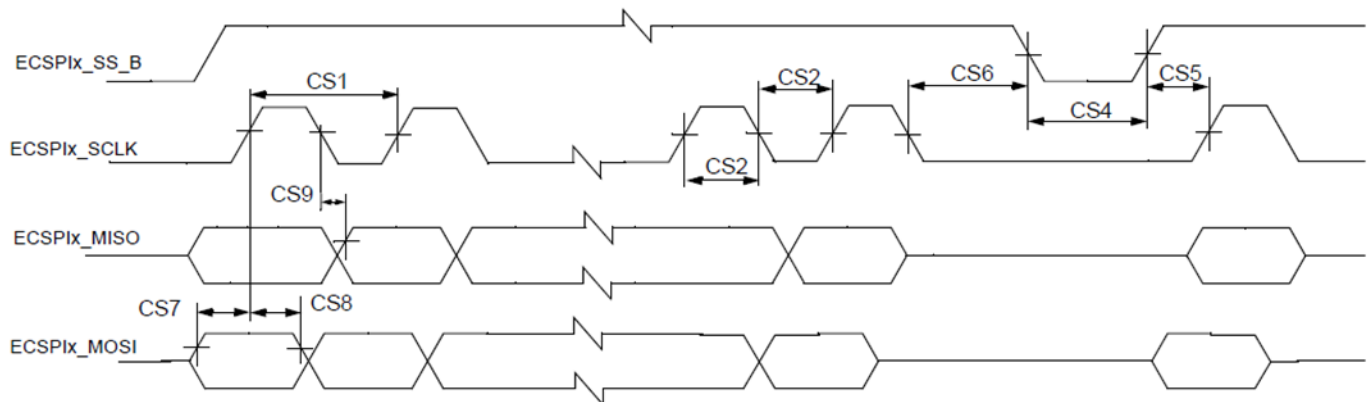 ECSPIx_SS_B
CS1
CS2
CS6
CS5
CS4
ECSPIx_SCLK
CS2
CS9
ECSPIx_MISO
CS7
CS8
ECSPIx_MOSI